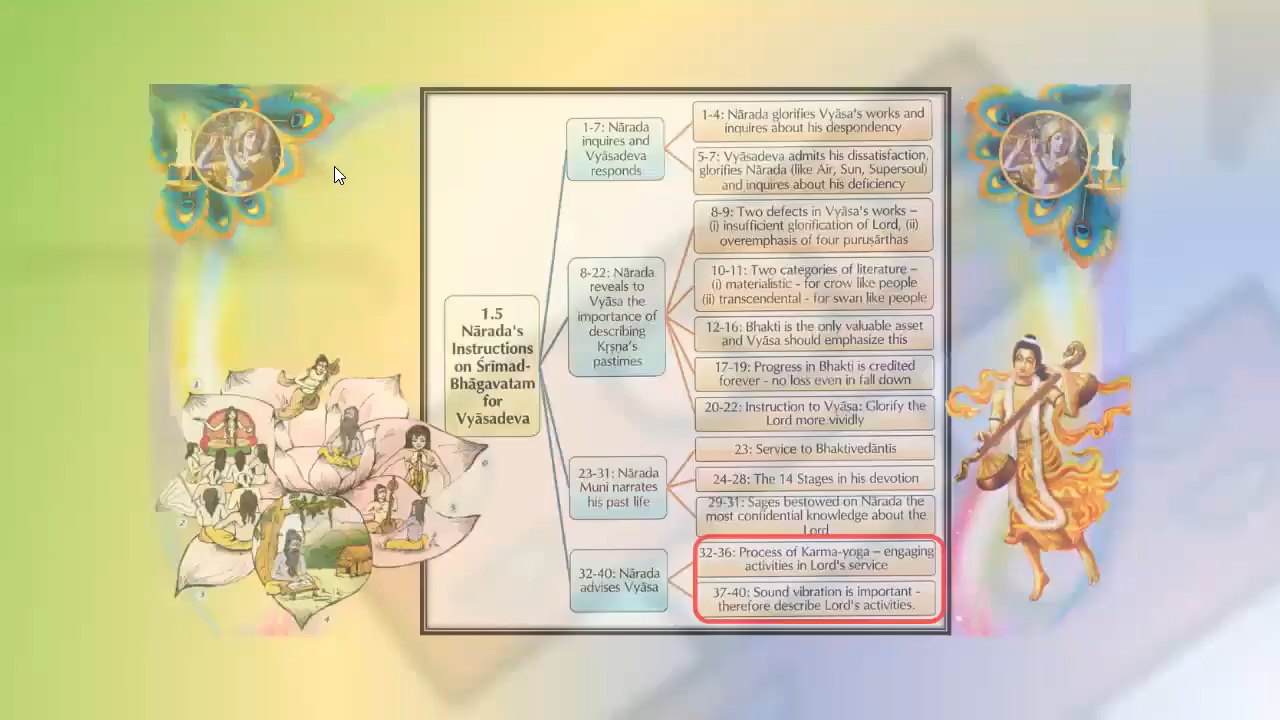 1.5
Nārada's
Instructions
on Śrīmad-
Bhāgavatam
for
Vyāsadeva
1-7: Nārada
inquires and
Vyāsadeva
responds
1-4: Nārada glorifies Vyāsa's works and
inquires about his despondency
5-7: Vyāsadeva admits his dissatisfaction,
glorifies Nārada (like Air, Sun, Supersoul)
and inquires about his deficiency
8-22: Nārada
reveals to
Vyāsa the
importance of
describing
Kṛṣṇa's
pastimes
8-9: Two defects in Vyāsa's works –
(i) insufficient glorification of Lord, (ii)
overemphasis of four puruṣārthas
10-11: Two categories of literature –
(i) materialistic - for crow like people
(ii) transcendental - for swan like people
12-16: Bhakti is the only valuable asset
and Vyāsa should emphasize this
17-19: Progress in Bhakti is credited
forever - no loss even in fall down
20-22: Instruction to Vyāsa: Glorify the
Lord more vividly
23-31: Nārada
Muni narrates
his past life
23: Service to Bhaktivedāntis
24-28: The 14 Stages in his devotion
29-31: Sages bestowed on Nārada the
most confidential knowledge about the
Lord
32-40: Nārada
advises Vyāsa
32-36: Process of Karma-yoga – engaging
activities in Lord's service
37-40: Sound vibration is important -
therefore describe Lord's activities.
1
2
3
4
5
6